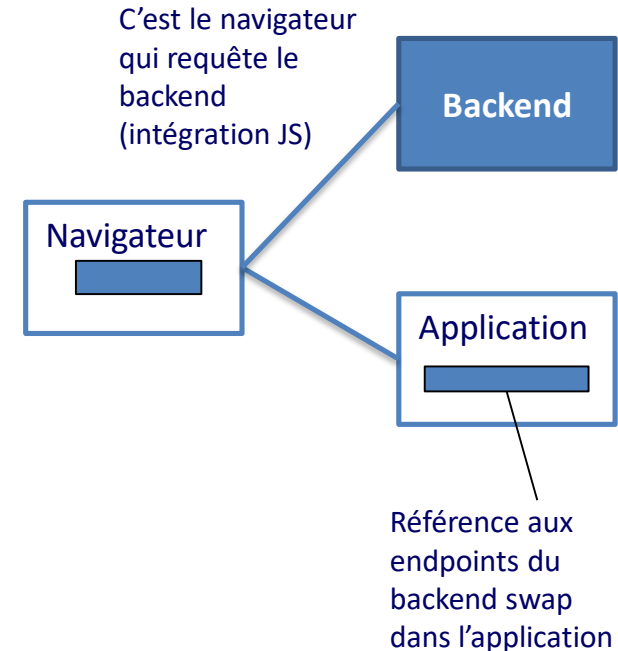 C’est le navigateur
qui requête le
backend
(intégration JS)
Backend
Navigateur
Application
Référence aux
endpoints du
backend swap
dans l’application